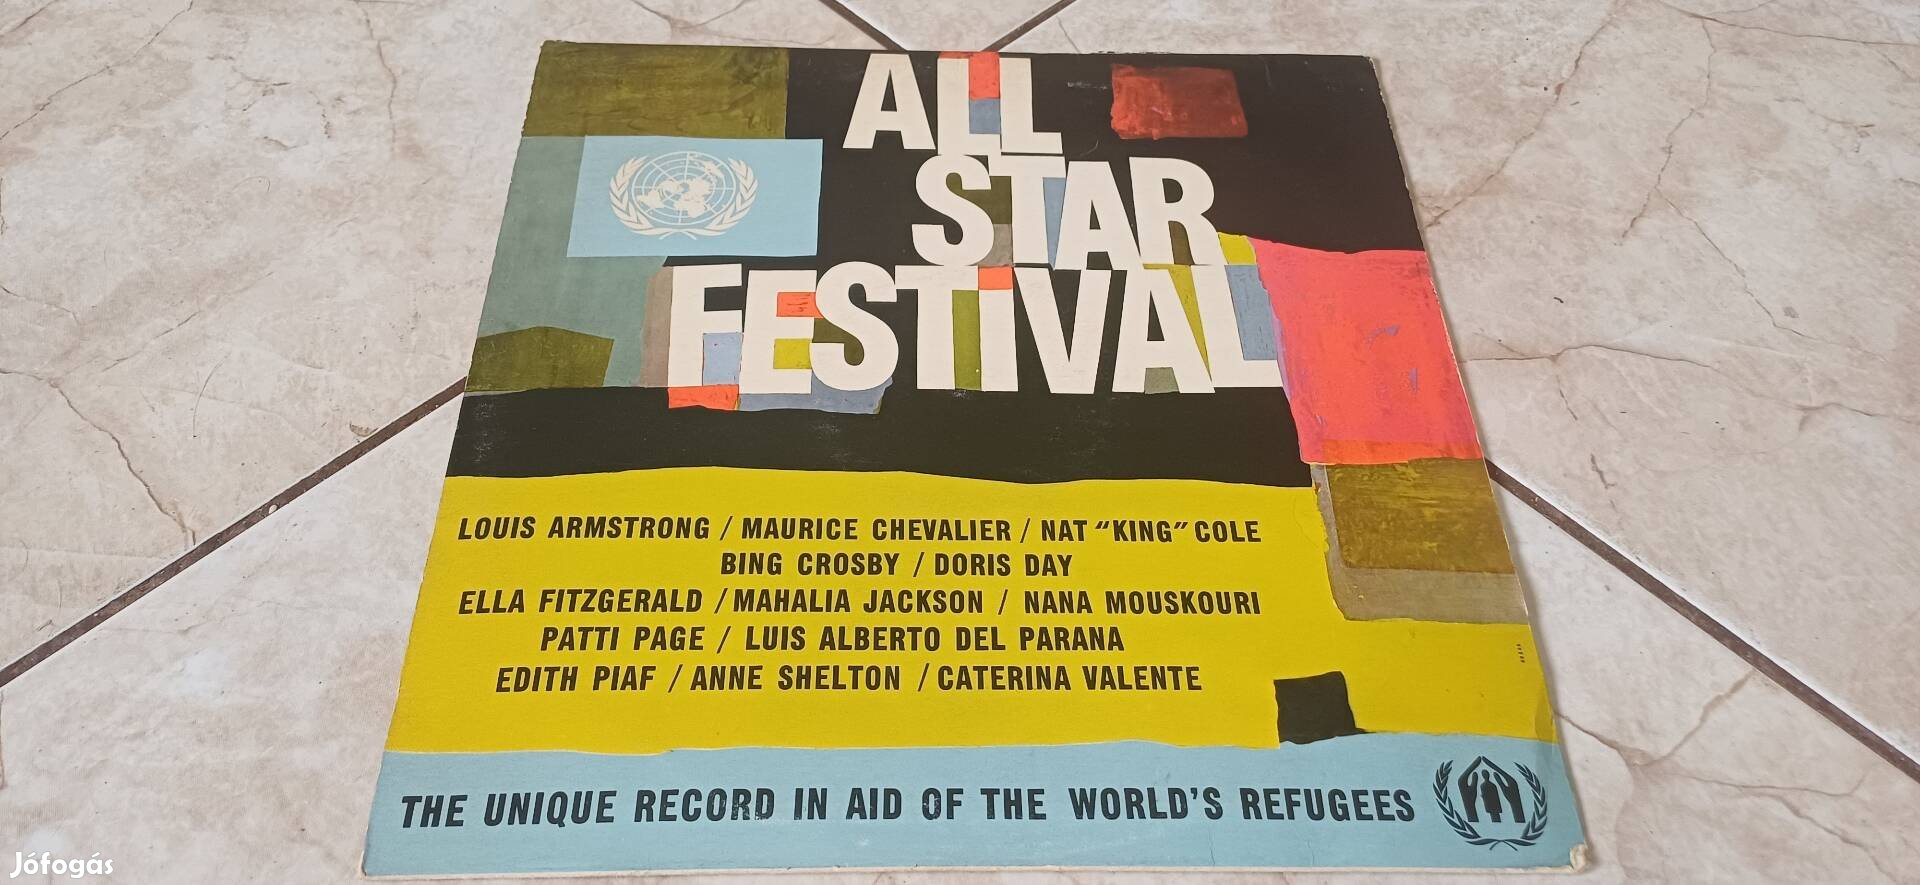 ALL
STAR
FESTiVAL
LOUIS ARMSTRONG / MAURICE CHEVALIER / NAT “KING” COLE
BING CROSBY / DORIS DAY
ELLA FITZGERALD / MAHALIA JACKSON / NANA MOUSKOURI
PATTI PAGE / LUIS ALBERTO DEL PARANA
EDITH PIAF / ANNE SHELTON / CATERINA VALENTE
THE UNIQUE RECORD IN AID OF THE WORLD'S REFUGEES
Jófogás